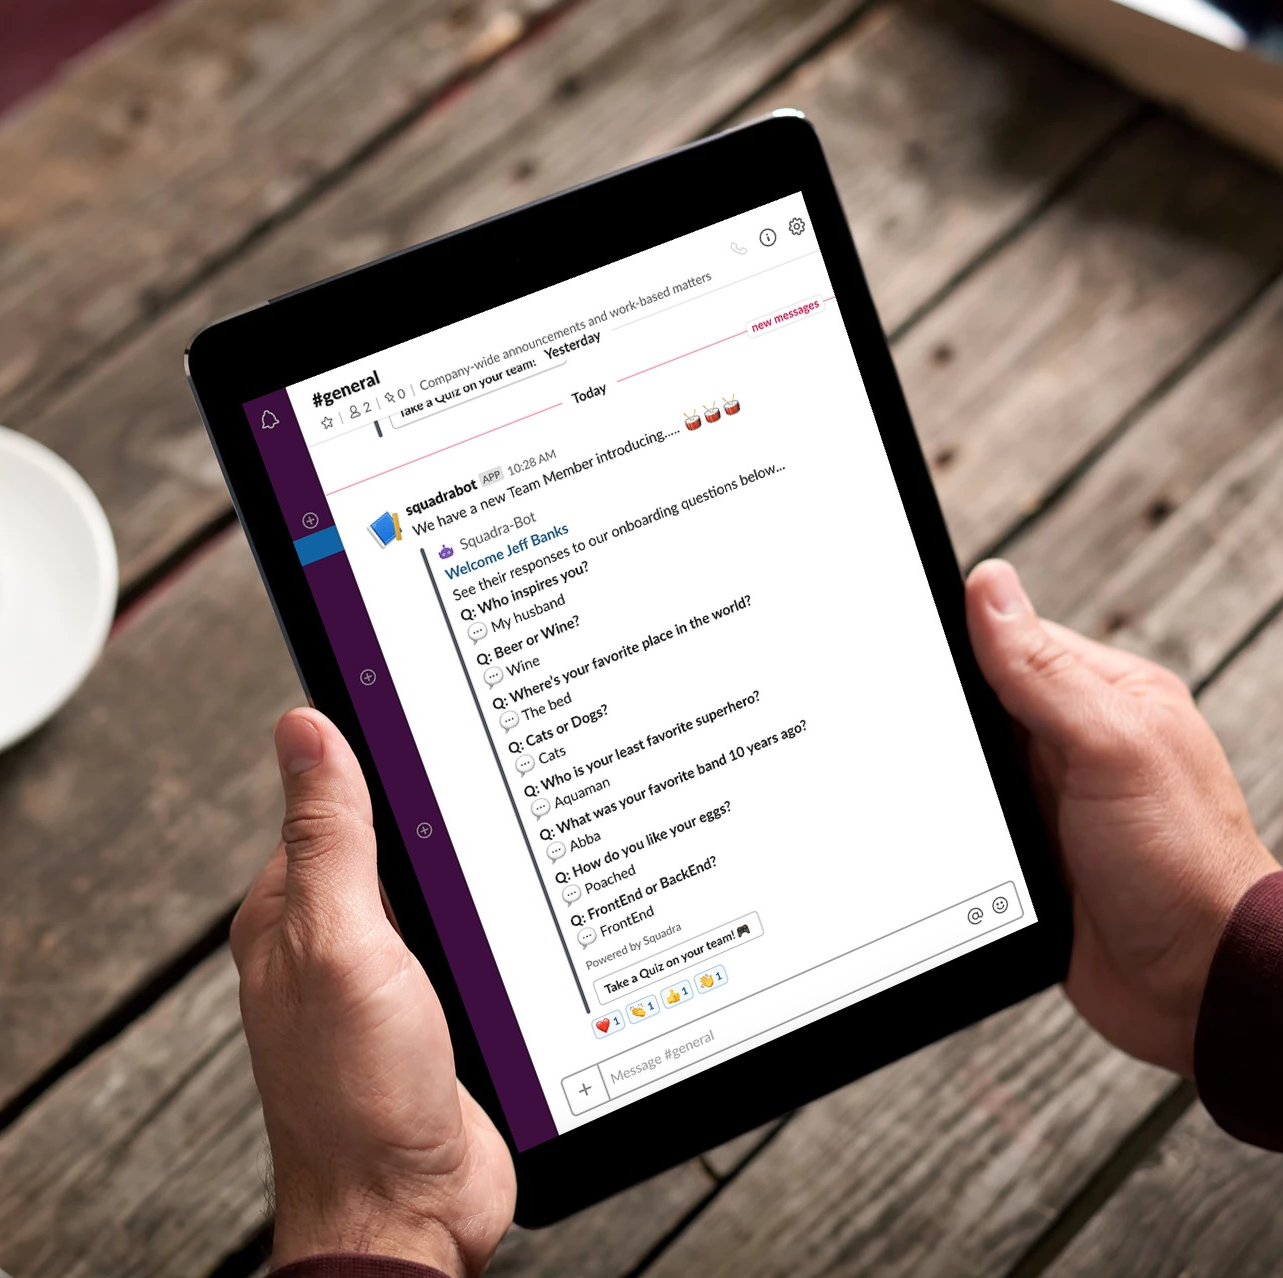 #general
2 | 0 | Company-wide announcements and work-based matters
Take a Quiz on your team!
Yesterday
new messages
Today
squadrabot APP 10:28 AM
We have a new Team Member introducing..... 🥁🥁🥁
Squadra-Bot
Welcome Jeff Banks
See their responses to our onboarding questions below...
Q: Who inspires you?
💬 My husband
Q: Beer or Wine?
💬 Wine
Q: Where's your favorite place in the world?
💬 The bed
Q: Cats or Dogs?
💬 Cats
Q: Who is your least favorite superhero?
💬 Aquaman
Q: What was your favorite band 10 years ago?
💬 Abba
Q: How do you like your eggs?
💬 Poached
Q: FrontEnd or BackEnd?
💬 FrontEnd
Powered by Squadra
Take a Quiz on your team! 🎮
❤️ 1 👏 1 👍 1 👏 1
Message #general